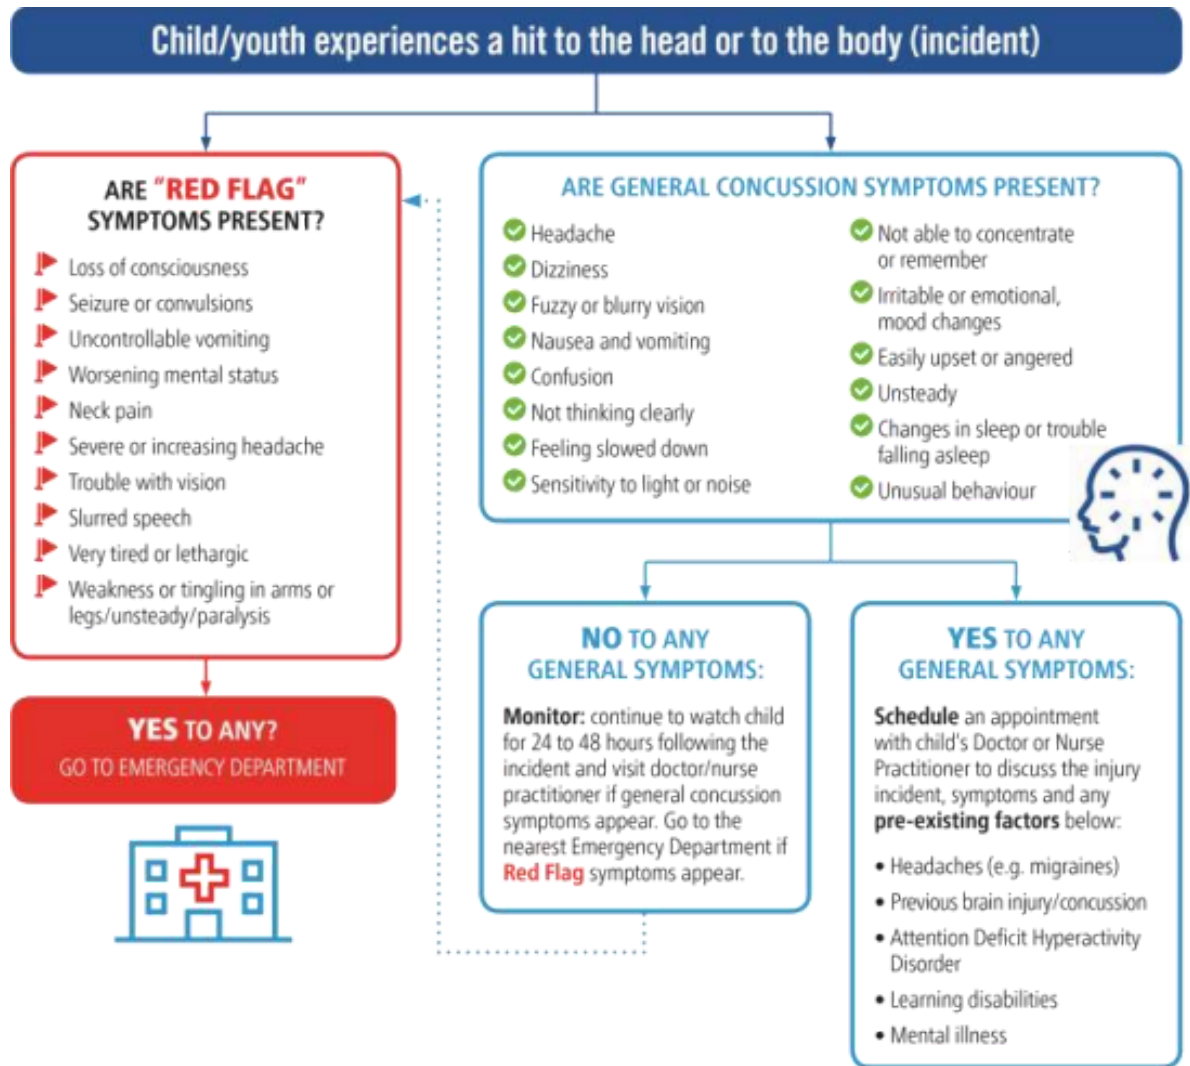 Child/youth experiences a hit to the head or to the body (incident)
ARE "RED FLAG"
SYMPTOMS PRESENT?
Loss of consciousness
Seizure or convulsions
Uncontrollable vomiting
Worsening mental status
Neck pain
Severe or increasing headache
Trouble with vision
Slurred speech
Very tired or lethargic
Weakness or tingling in arms or
legs/unsteady/paralysis
YES TO ANY?
GO TO EMERGENCY DEPARTMENT
ARE GENERAL CONCUSSION SYMPTOMS PRESENT?
Headache
Dizziness
Fuzzy or blurry vision
Nausea and vomiting
Confusion
Not thinking clearly
Feeling slowed down
Sensitivity to light or noise
Not able to concentrate
or remember
Irritable or emotional,
mood changes
Easily upset or angered
Unsteady
Changes in sleep or trouble
falling asleep
Unusual behaviour
NO TO ANY
GENERAL SYMPTOMS:
Monitor: continue to watch child
for 24 to 48 hours following the
incident and visit doctor/nurse
practitioner if general concussion
symptoms appear. Go to the
nearest Emergency Department if
Red Flag symptoms appear.
YES TO ANY
GENERAL SYMPTOMS:
Schedule an appointment
with child's Doctor or Nurse
Practitioner to discuss the injury
incident, symptoms and any
pre-existing factors below:
• Headaches (e.g. migraines)
• Previous brain injury/concussion
• Attention Deficit Hyperactivity
Disorder
• Learning disabilities
• Mental illness